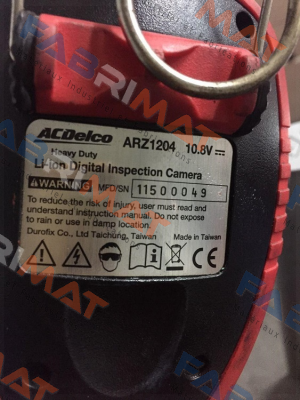 ACDelco ARZ1204 10.8V
Heavy Duty
Li-Ion Digital Inspection Camera
WARNING MFD/SN 11500049
To reduce the risk of injury, user must read and
understand instruction manual. Do not expose
to rain or use in damp location.
Durofix Co., Ltd Taichung, Taiwan Made in Taiwan
FABRIMAT